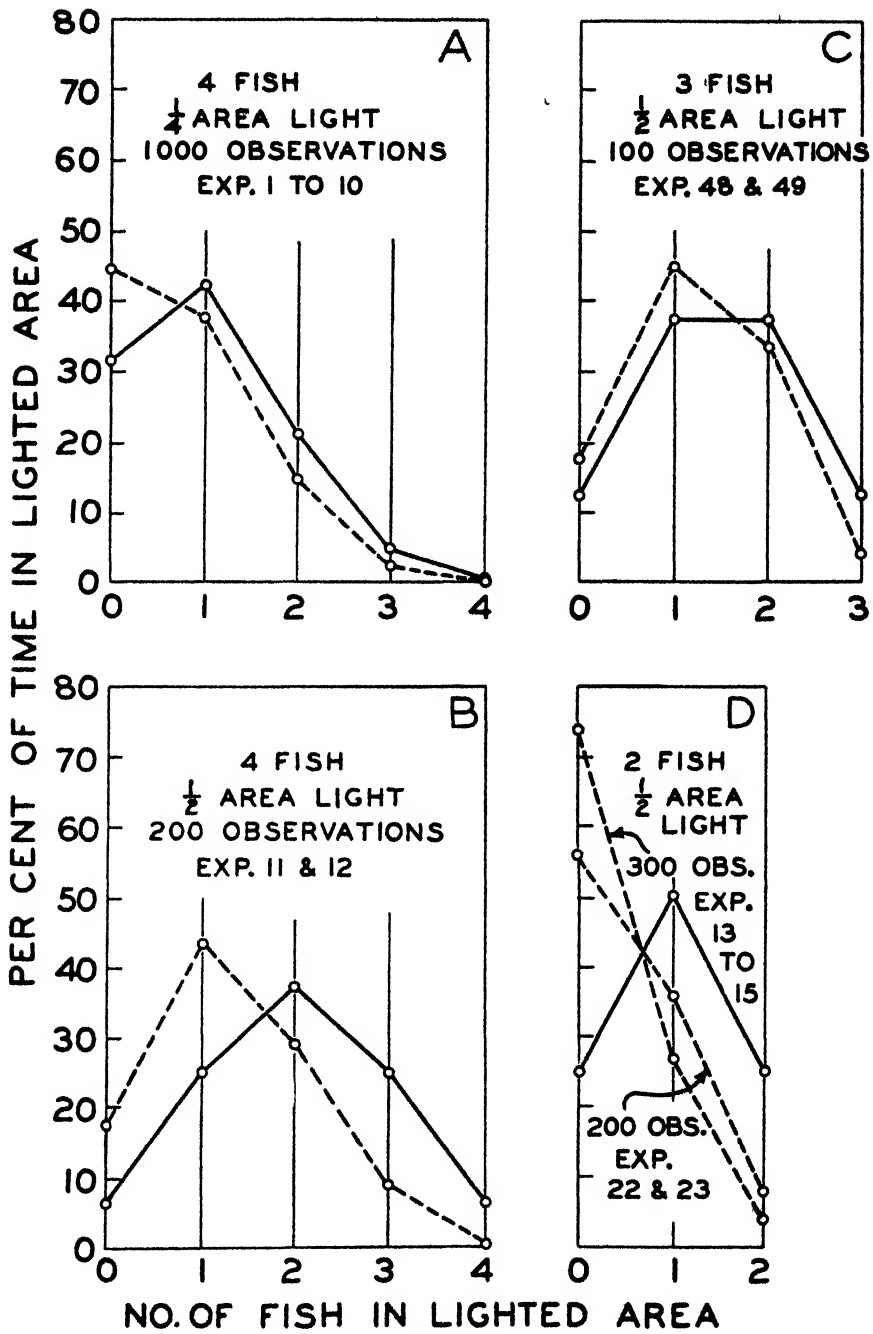 PER CENT OF TIME IN LIGHTED AREA
A
4 FISH
1/4 AREA LIGHT
1000 OBSERVATIONS
EXP. 1 TO 10
80
70
60
50
40
30
20
10
0
0 1 2 3 4
C
3 FISH
1/2 AREA LIGHT
100 OBSERVATIONS
EXP. 48 & 49
0 1 2 3
B
4 FISH
1/2 AREA LIGHT
200 OBSERVATIONS
EXP. 11 & 12
80
70
60
50
40
30
20
10
0
0 1 2 3 4
D
2 FISH
1/2 AREA
LIGHT
300 OBS.
EXP.
13
TO
15
200 OBS.
EXP.
22 & 23
0 1 2
NO. OF FISH IN LIGHTED AREA